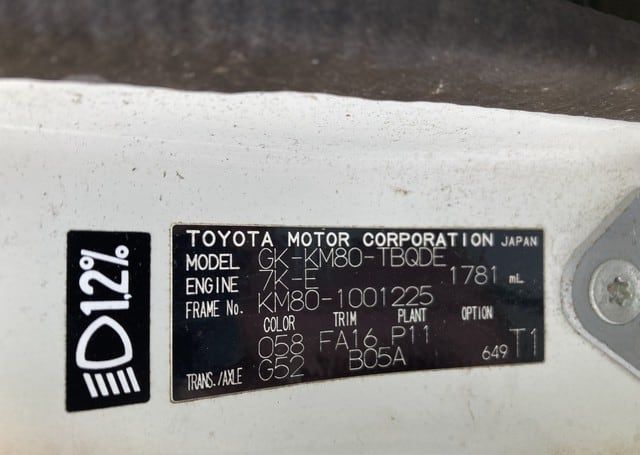 TOYOTA MOTOR CORPORATION JAPAN
MODEL GK-KM80-TBQDE
ENGINE 7K-E 1781 mL
FRAME No. KM80-1001225
COLOR TRIM PLANT OPTION
058 FA16 P11
TRANS./AXLE G52 B05A 649 T1
1.2%